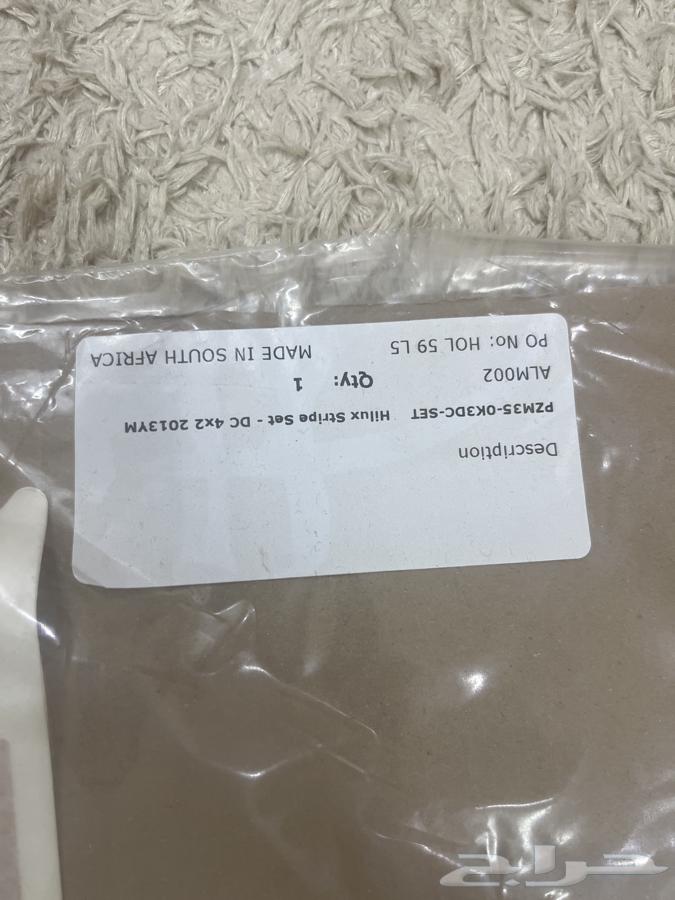 Description
PZM35-0K3DC-SET Hilux Stripe Set - DC 4x2 2013YM
ALM002 Qty: 1
PO No: HOL 59 L5 MADE IN SOUTH AFRICA
حراج